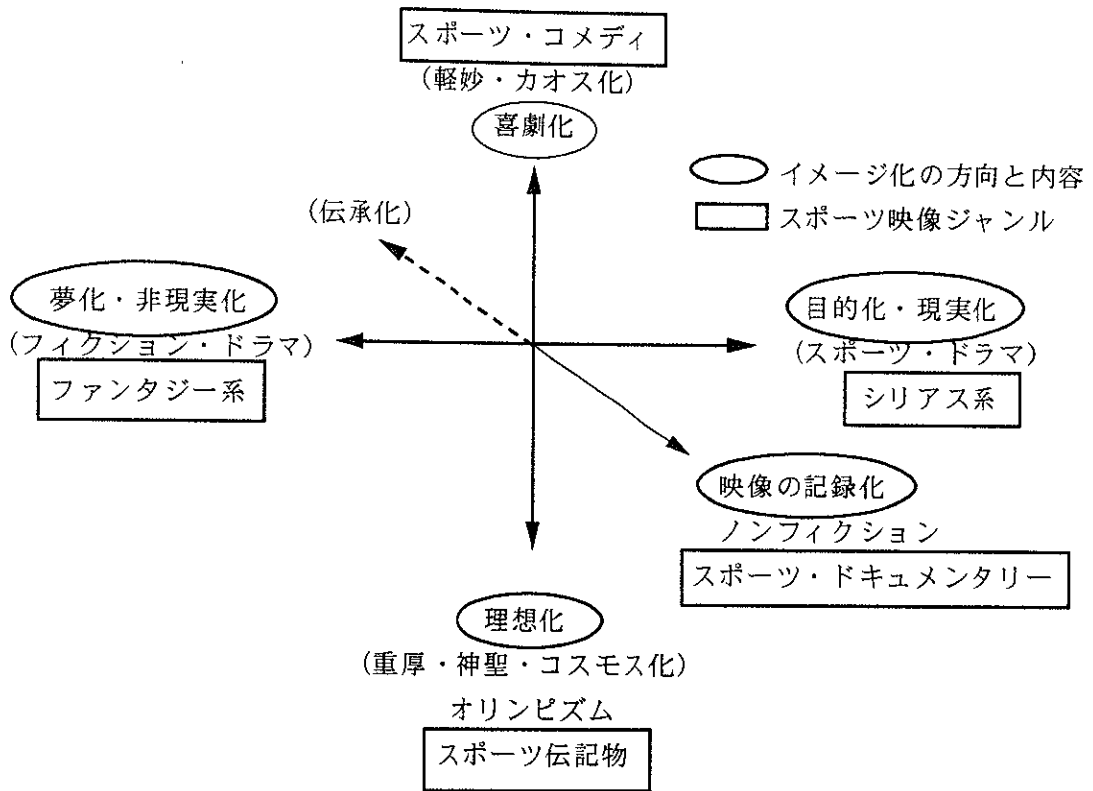 スポーツ・コメディ
(軽妙・カオス化)
喜劇化
イメージ化の方向と内容
スポーツ映像ジャンル
(伝承化)
夢化・非現実化
(フィクション・ドラマ)
ファンタジー系
目的化・現実化
(スポーツ・ドラマ)
シリアス系
映像の記録化
ノンフィクション
スポーツ・ドキュメンタリー
理想化
(重厚・神聖・コスモス化)
オリンピズム
スポーツ伝記物